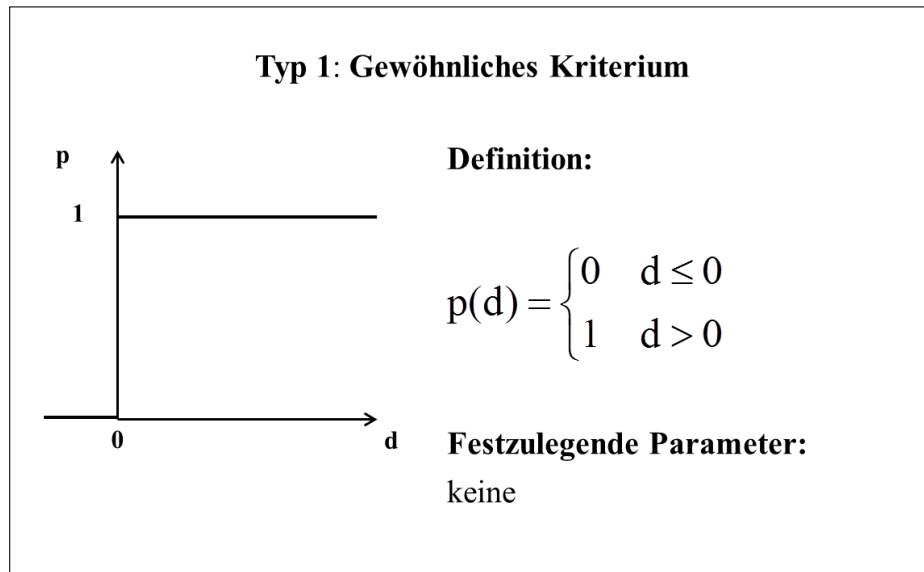 Typ 1: Gewöhnliches Kriterium
p
1
0
d
Definition:
p(d) = { 0 d ≤ 0
1 d > 0
Festzulegende Parameter:
keine